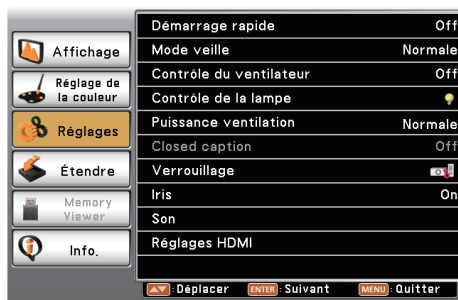 Affichage
Réglage de
la couleur
Réglages
Étendre
Memory
Viewer
Info.
Démarrage rapide Off
Mode veille Normale
Contrôle du ventilateur Off
Contrôle de la lampe
Puissance ventilation Normale
Closed caption Off
Verrouillage
Iris On
Son
Réglages HDMI
Déplacer ENTER :Suivant MENU :Quitter